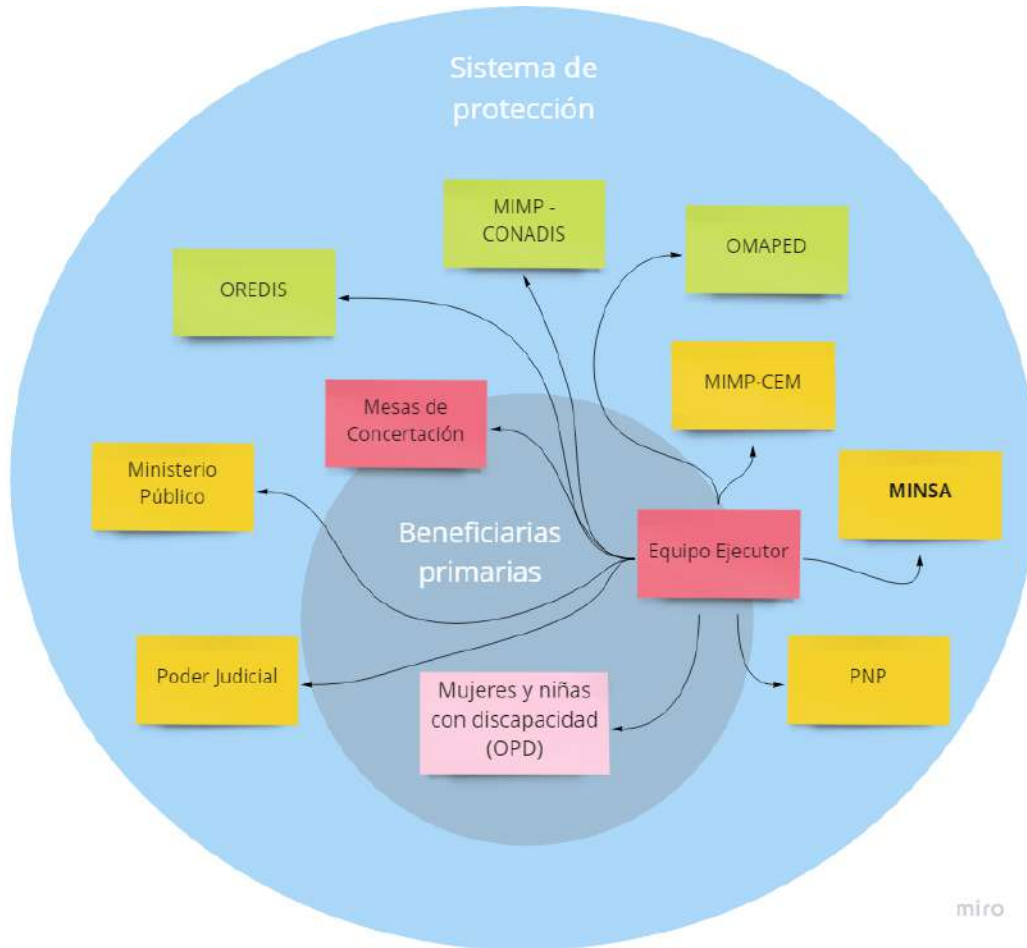 Sistema de
protección
MIMP -
CONADIS
OMAPED
OREDIS
MIMP-CEM
Mesas de
Concertación
Ministerio
Público
MINSA
Beneficiarias
primarias
Equipo Ejecutor
Poder Judicial
Mujeres y niñas
con discapacidad
(OPD)
PNP
miro